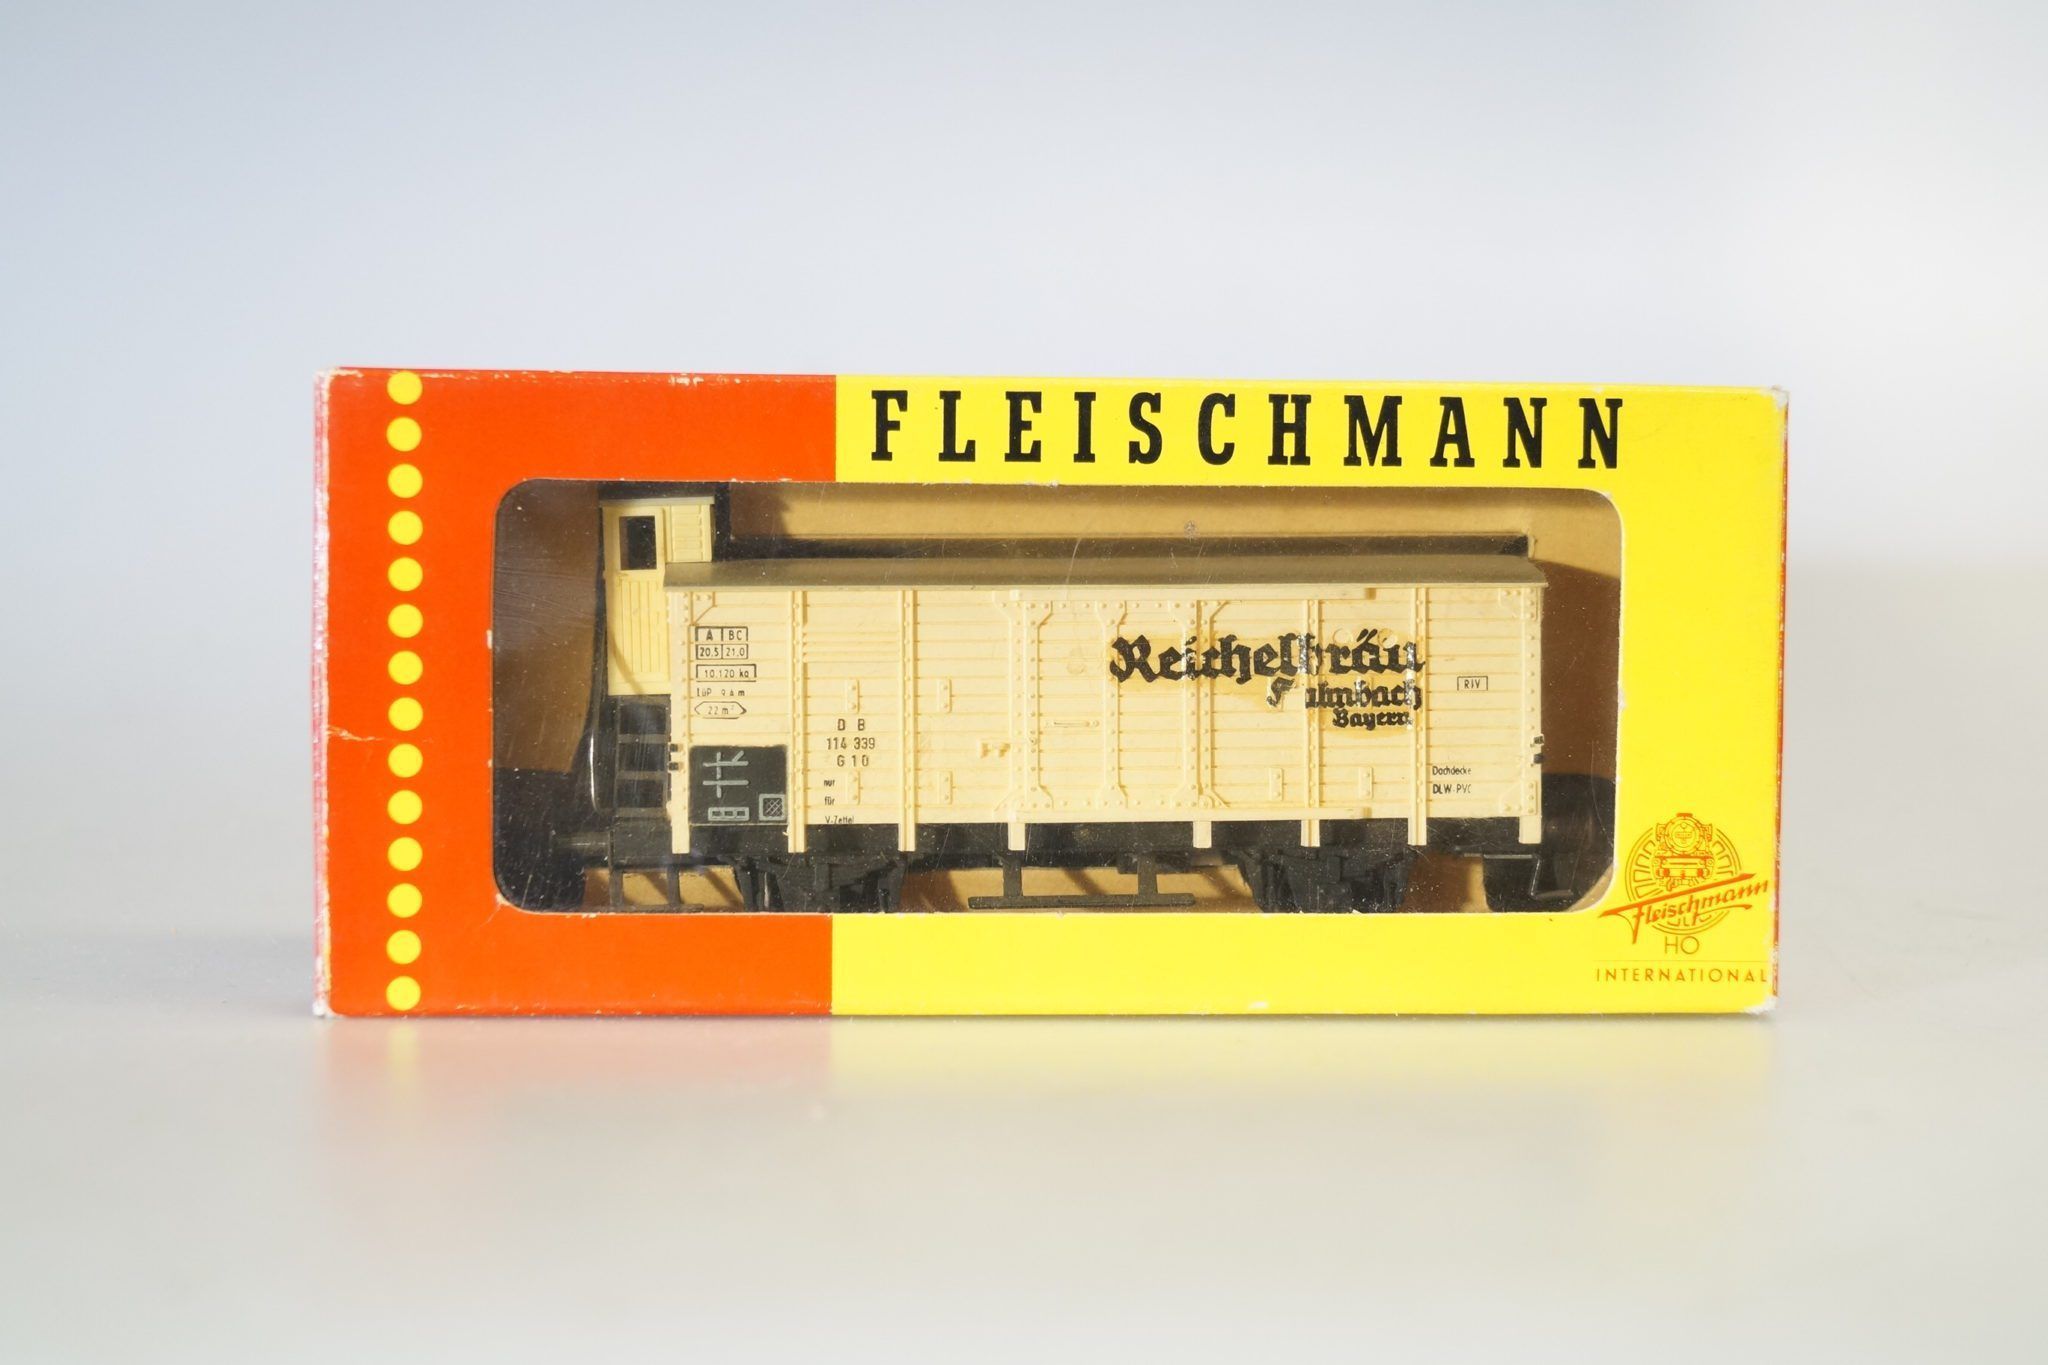 FLEISCHMANN
A BC
20,5 21,0
10.120 kg
LüP 9,6 m
22 m²
DB
114 339
G 10
nur
für
V-Zettel
Reichelbräu
Kulmbach
Bayern
RIV
Dachdecke
DLW-PVC
Fleischmann
HO
INTERNATIONAL